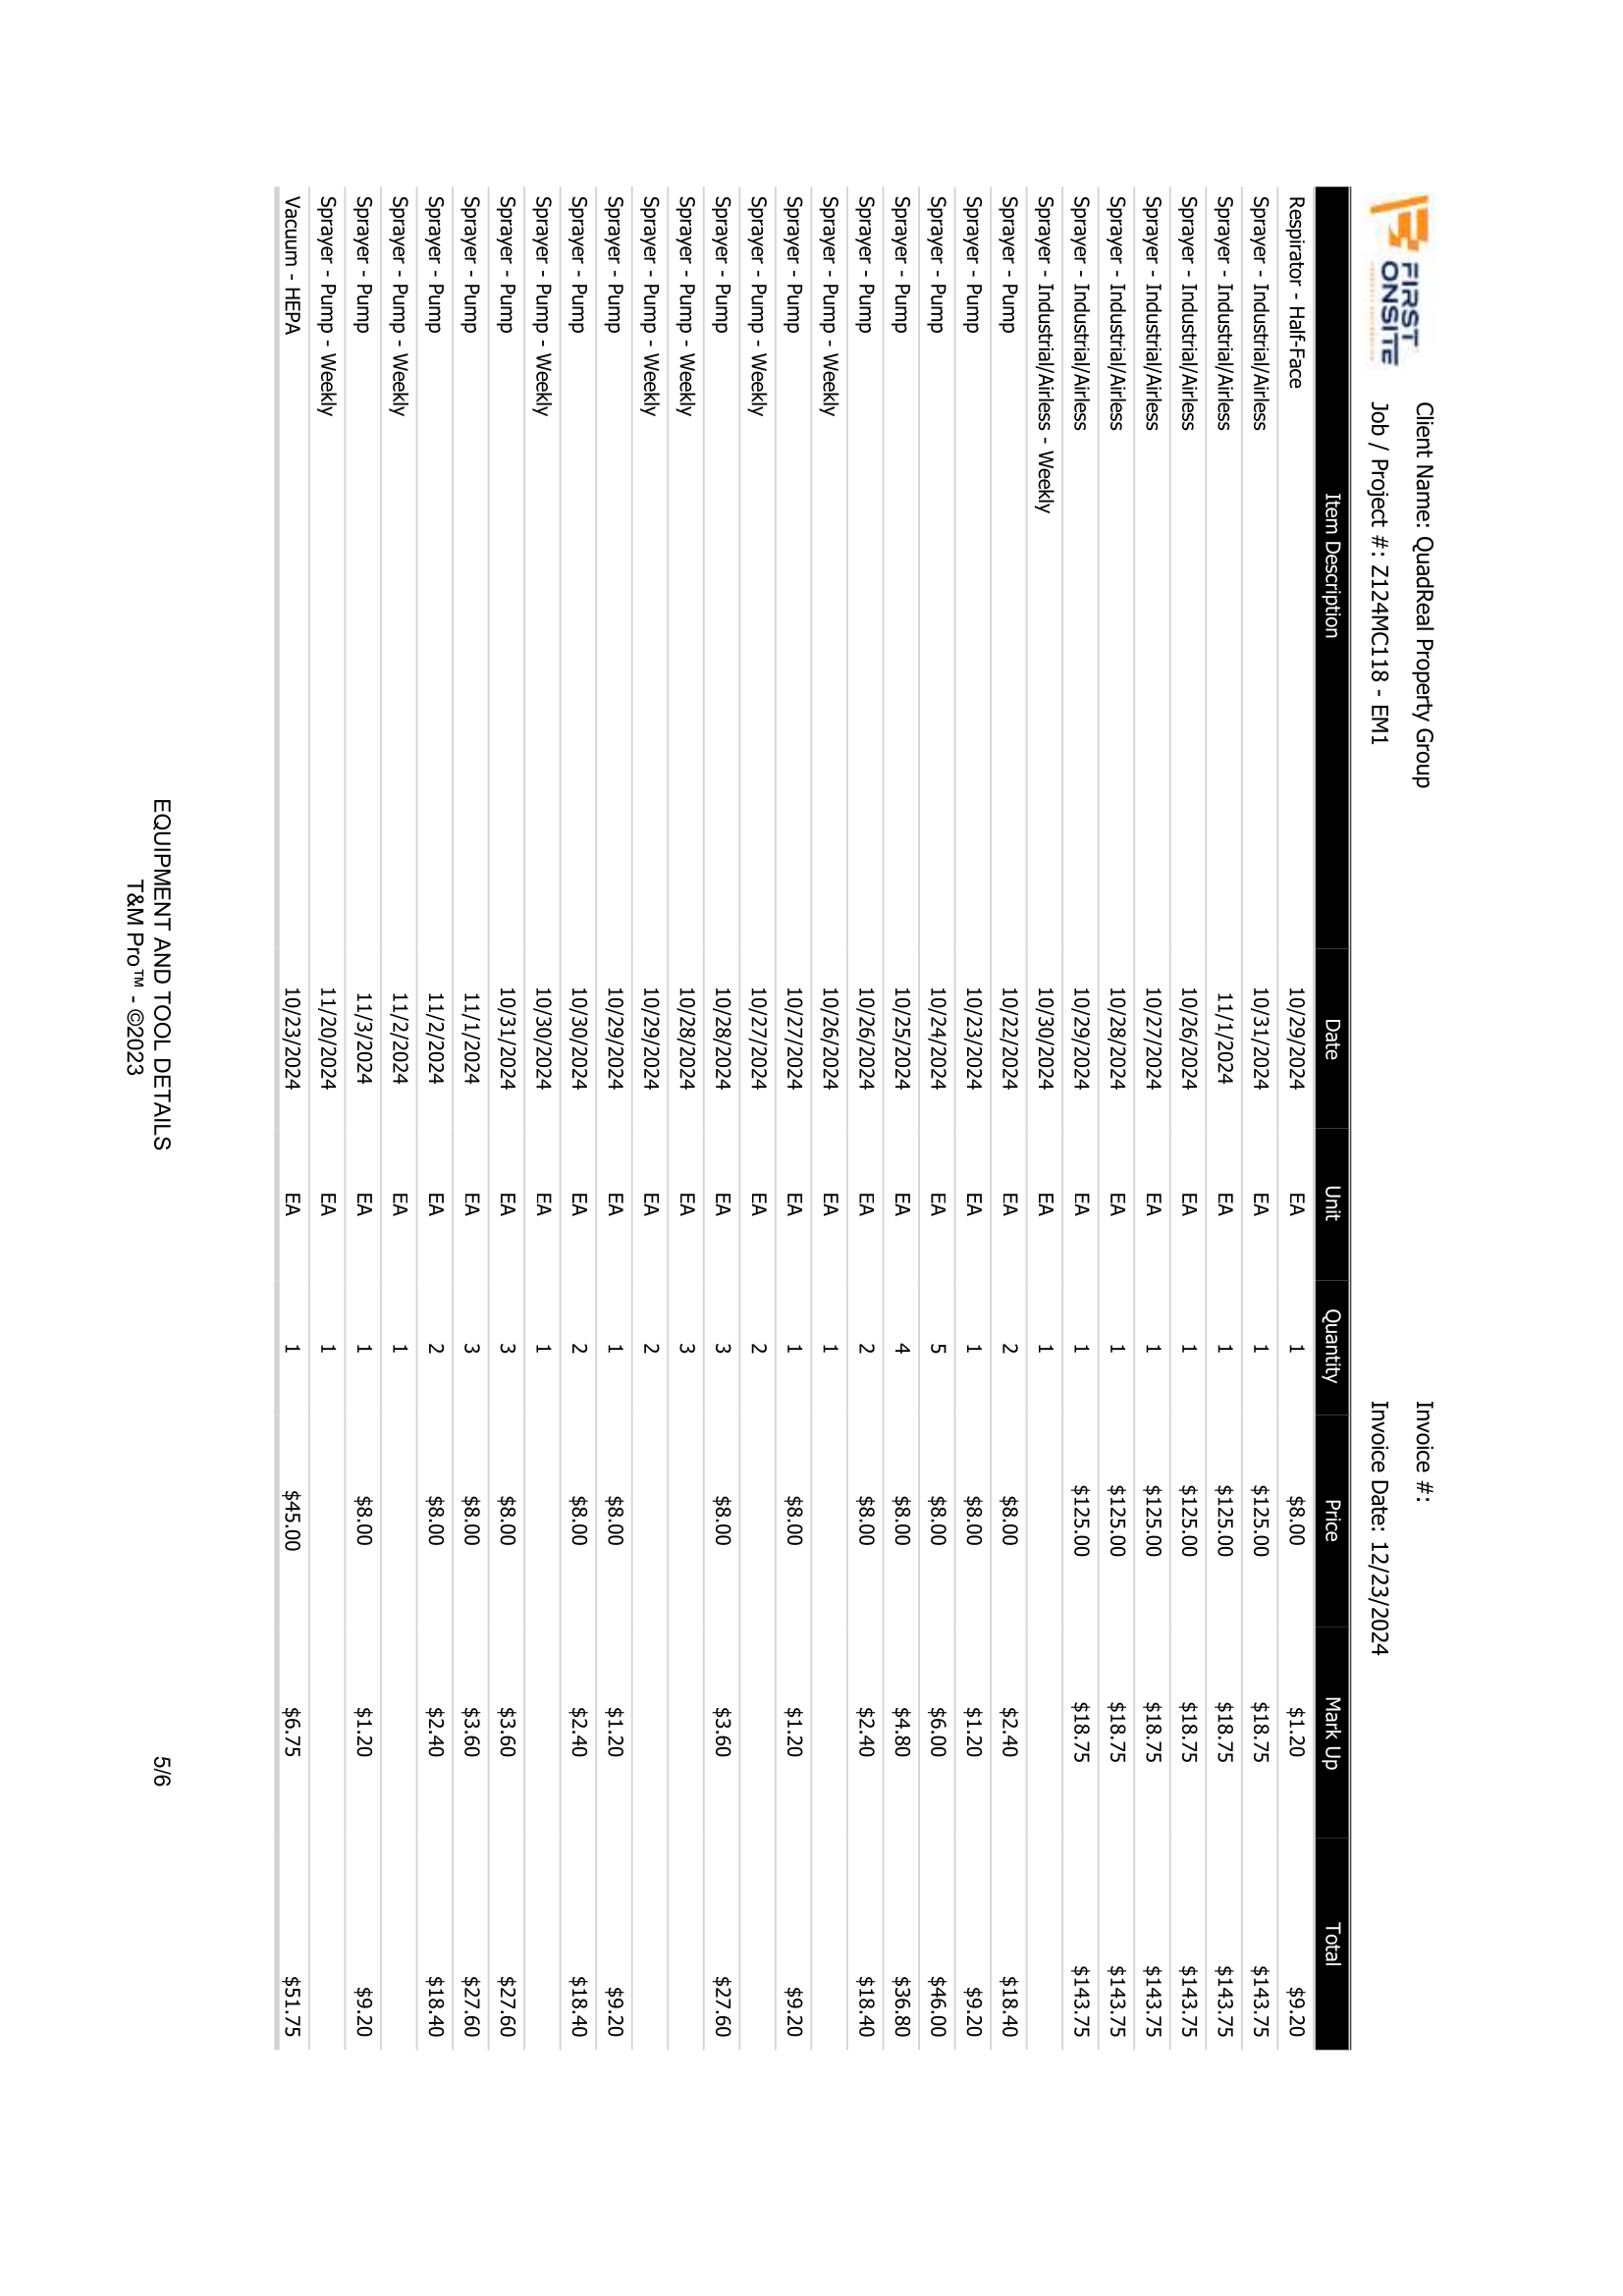 FIRST
ONSITE
Client Name: QuadReal Property Group
Invoice #:
Job / Project #: Z124MC118 - EM1
Invoice Date: 12/23/2024
Item Description Date Unit Quantity Price Mark Up Total
Respirator - Half-Face 10/29/2024 EA 1 $8.00 $1.20 $9.20
Sprayer - Industrial/Airless 10/31/2024 EA 1 $125.00 $18.75 $143.75
Sprayer - Industrial/Airless 11/1/2024 EA 1 $125.00 $18.75 $143.75
Sprayer - Industrial/Airless 10/26/2024 EA 1 $125.00 $18.75 $143.75
Sprayer - Industrial/Airless 10/27/2024 EA 1 $125.00 $18.75 $143.75
Sprayer - Industrial/Airless 10/28/2024 EA 1 $125.00 $18.75 $143.75
Sprayer - Industrial/Airless 10/29/2024 EA 1 $125.00 $18.75 $143.75
Sprayer - Industrial/Airless - Weekly 10/30/2024 EA 1
Sprayer - Pump 10/22/2024 EA 2 $8.00 $2.40 $18.40
Sprayer - Pump 10/23/2024 EA 1 $8.00 $1.20 $9.20
Sprayer - Pump 10/24/2024 EA 5 $8.00 $6.00 $46.00
Sprayer - Pump 10/25/2024 EA 4 $8.00 $4.80 $36.80
Sprayer - Pump 10/26/2024 EA 2 $8.00 $2.40 $18.40
Sprayer - Pump - Weekly 10/26/2024 EA 1
Sprayer - Pump 10/27/2024 EA 1 $8.00 $1.20 $9.20
Sprayer - Pump - Weekly 10/27/2024 EA 2
Sprayer - Pump 10/28/2024 EA 3 $8.00 $3.60 $27.60
Sprayer - Pump - Weekly 10/28/2024 EA 3
Sprayer - Pump - Weekly 10/29/2024 EA 2
Sprayer - Pump 10/29/2024 EA 1 $8.00 $1.20 $9.20
Sprayer - Pump 10/30/2024 EA 2 $8.00 $2.40 $18.40
Sprayer - Pump - Weekly 10/30/2024 EA 1
Sprayer - Pump 10/31/2024 EA 3 $8.00 $3.60 $27.60
Sprayer - Pump 11/1/2024 EA 3 $8.00 $3.60 $27.60
Sprayer - Pump 11/2/2024 EA 2 $8.00 $2.40 $18.40
Sprayer - Pump - Weekly 11/2/2024 EA 1
Sprayer - Pump 11/3/2024 EA 1 $8.00 $1.20 $9.20
Sprayer - Pump - Weekly 11/20/2024 EA 1
Vacuum - HEPA 10/23/2024 EA 1 $45.00 $6.75 $51.75
EQUIPMENT AND TOOL DETAILS
5/6
T&M Pro™ - ©2023